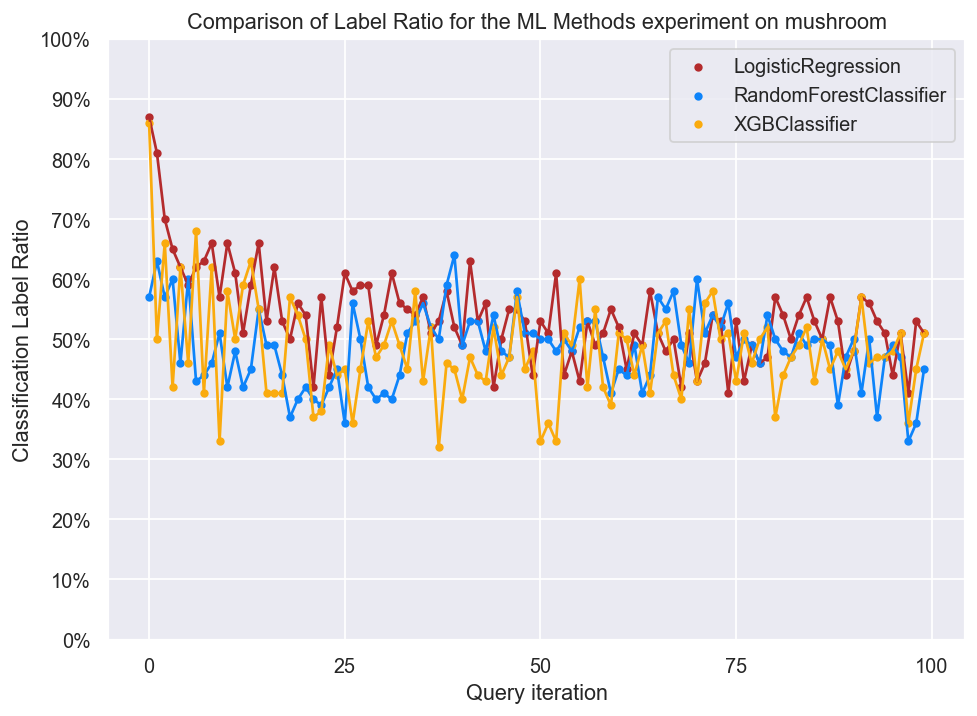 Comparison of Label Ratio for the ML Methods experiment on mushroom
100%
90%
80%
70%
60%
50%
40%
30%
20%
10%
0%
Classification Label Ratio
LogisticRegression
RandomForestClassifier
XGBClassifier
0 25 50 75 100
Query iteration